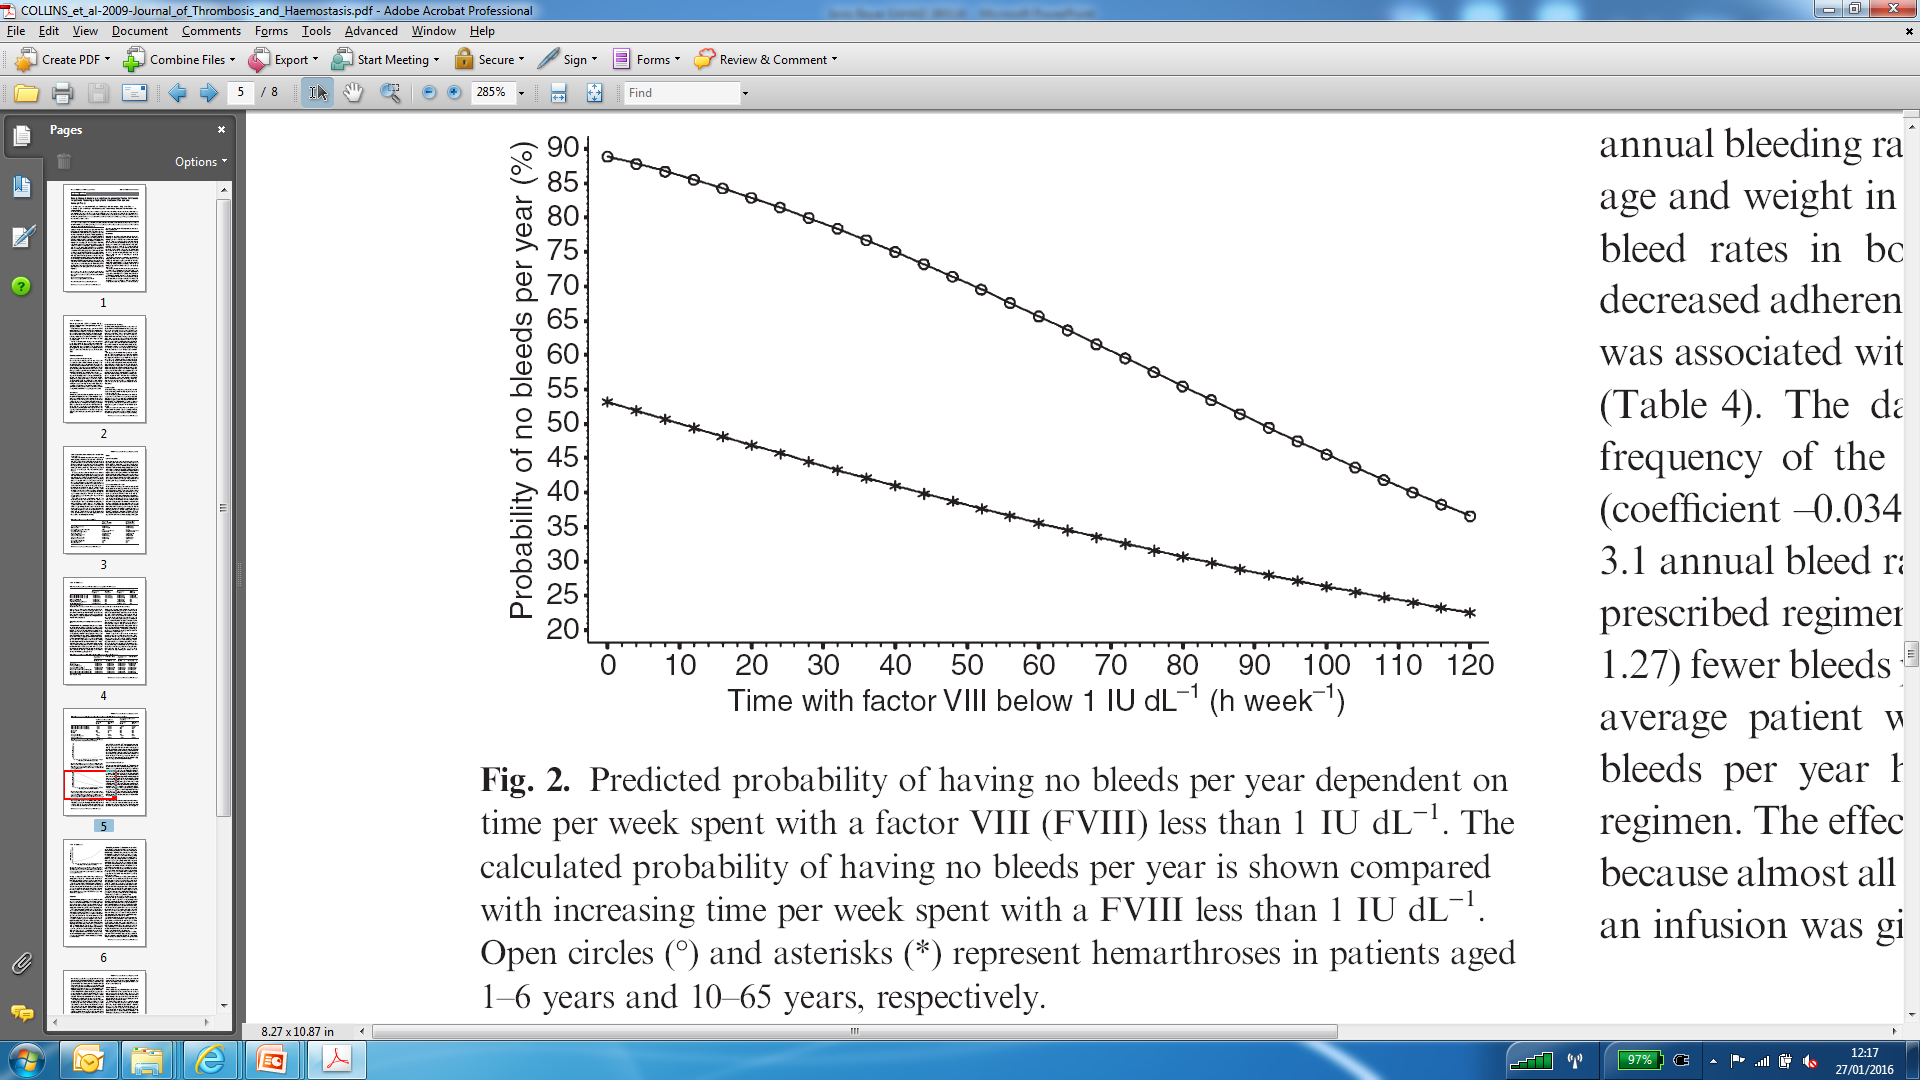 COLLINS_et_al-2009-Journal_of_Thrombosis_and_Haemostasis.pdf - Adobe Acrobat Professional
File Edit View Document Comments Forms Tools Advanced Window Help
Create PDF Combine Files Export Start Meeting Secure Sign Forms Review & Comment
5 / 8 285% Find
Pages
Options
1
2
3
4
5
6
Probability of no bleeds per year (%)
90
85
80
75
70
65
60
55
50
45
40
35
30
25
20
0 10 20 30 40 50 60 70 80 90 100 110 120
Time with factor VIII below 1 IU dL⁻¹ (h week⁻¹)
Fig. 2. Predicted probability of having no bleeds per year dependent on
time per week spent with a factor VIII (FVIII) less than 1 IU dL⁻¹. The
calculated probability of having no bleeds per year is shown compared
with increasing time per week spent with a FVIII less than 1 IU dL⁻¹.
Open circles (°) and asterisks (*) represent hemarthroses in patients aged
1–6 years and 10–65 years, respectively.
annual bleeding ra
age and weight in
bleed rates in bo
decreased adheren
was associated wit
(Table 4). The da
frequency of the
(coefficient –0.034
3.1 annual bleed ra
prescribed regimen
1.27) fewer bleeds
average patient w
bleeds per year h
regimen. The effec
because almost all
an infusion was gi
8.27 x 10.87 in
97%
12:17
27/01/2016